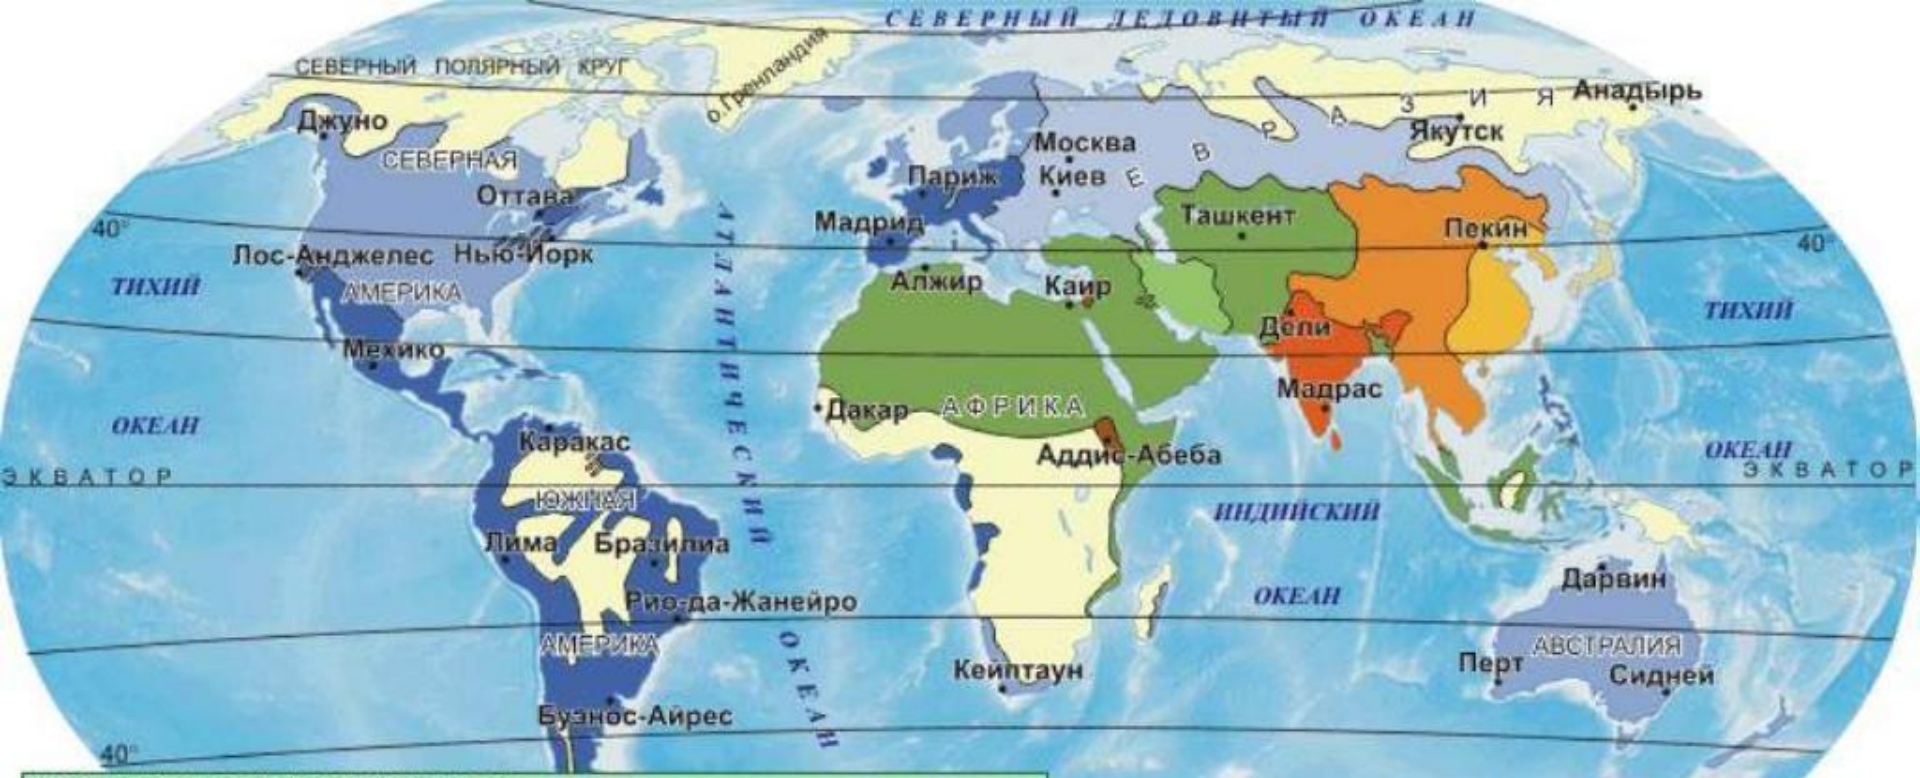 СЕВЕРНЫЙ ЛЕДОВИТЫЙ ОКЕАН
СЕВЕРНЫЙ ПОЛЯРНЫЙ КРУГ
о.Гренландия
Анадырь
Джуно
ЕВРАЗИЯ
Якутск
Москва
СЕВЕРНАЯ
Париж
Киев
Оттава
Ташкент
Мадрид
Пекин
40°
40°
Лос-Анджелес
Нью-Йорк
Алжир
Каир
ТИХИЙ
АМЕРИКА
ТИХИЙ
Дели
Мехико
АТЛАНТИЧЕСКИЙ
Мадрас
Дакар
АФРИКА
ОКЕАН
Каракас
Аддис-Абеба
ОКЕАН
ЭКВАТОР
ЭКВАТОР
ЮЖНАЯ
ИНДИЙСКИЙ
Лима
Бразилиа
Дарвин
ОКЕАН
Рио-да-Жанейро
АМЕРИКА
АВСТРАЛИЯ
Перт
Сидней
Кейптаун
ОКЕАН
Буэнос-Айрес
40°